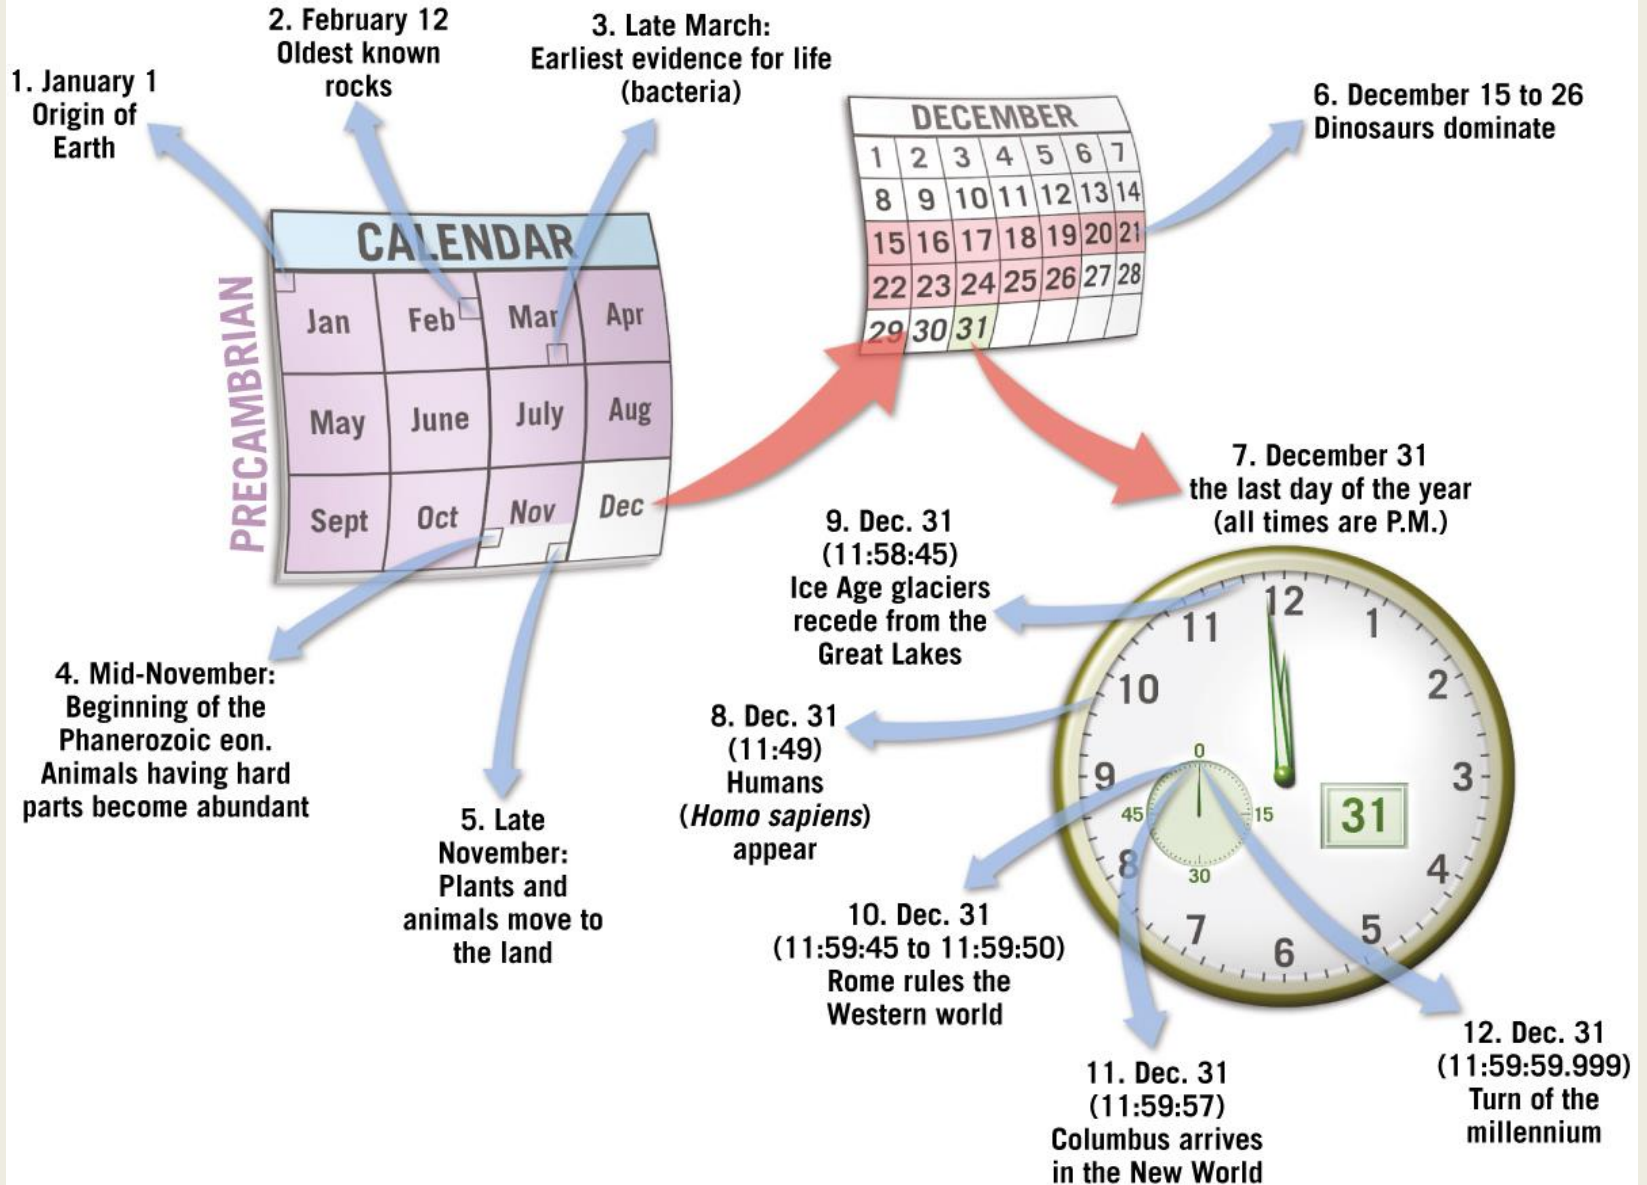 1. January 1
Origin of
Earth
2. February 12
Oldest known
rocks
3. Late March:
Earliest evidence for life
(bacteria)
CALENDAR
PRECAMBRIAN
Jan Feb Mar Apr
May June July Aug
Sept Oct Nov Dec
DECEMBER
1 2 3 4 5 6 7
8 9 10 11 12 13 14
15 16 17 18 19 20 21
22 23 24 25 26 27 28
29 30 31
6. December 15 to 26
Dinosaurs dominate
4. Mid-November:
Beginning of the
Phanerozoic eon.
Animals having hard
parts become abundant
5. Late
November:
Plants and
animals move to
the land
7. December 31
the last day of the year
(all times are P.M.)
12
1
2
3
4
5
6
7
8
9
10
11
0
15
30
45
31
8. Dec. 31
(11:49)
Humans
(Homo sapiens)
appear
9. Dec. 31
(11:58:45)
Ice Age glaciers
recede from the
Great Lakes
10. Dec. 31
(11:59:45 to 11:59:50)
Rome rules the
Western world
11. Dec. 31
(11:59:57)
Columbus arrives
in the New World
12. Dec. 31
(11:59:59.999)
Turn of the
millennium